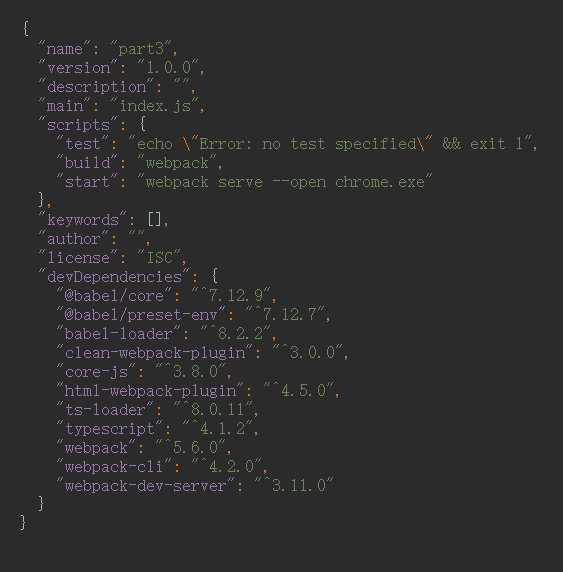 {
  "name": "part3",
  "version": "1.0.0",
  "description": "",
  "main": "index.js",
  "scripts": {
    "test": "echo \"Error: no test specified\" && exit 1",
    "build": "webpack",
    "start": "webpack serve --open chrome.exe"
  },
  "keywords": [],
  "author": "",
  "license": "ISC",
  "devDependencies": {
    "@babel/core": "^7.12.9",
    "@babel/preset-env": "^7.12.7",
    "babel-loader": "^8.2.2",
    "clean-webpack-plugin": "^3.0.0",
    "core-js": "^3.8.0",
    "html-webpack-plugin": "^4.5.0",
    "ts-loader": "^8.0.11",
    "typescript": "^4.1.2",
    "webpack": "^5.6.0",
    "webpack-cli": "^4.2.0",
    "webpack-dev-server": "^3.11.0"
  }
}